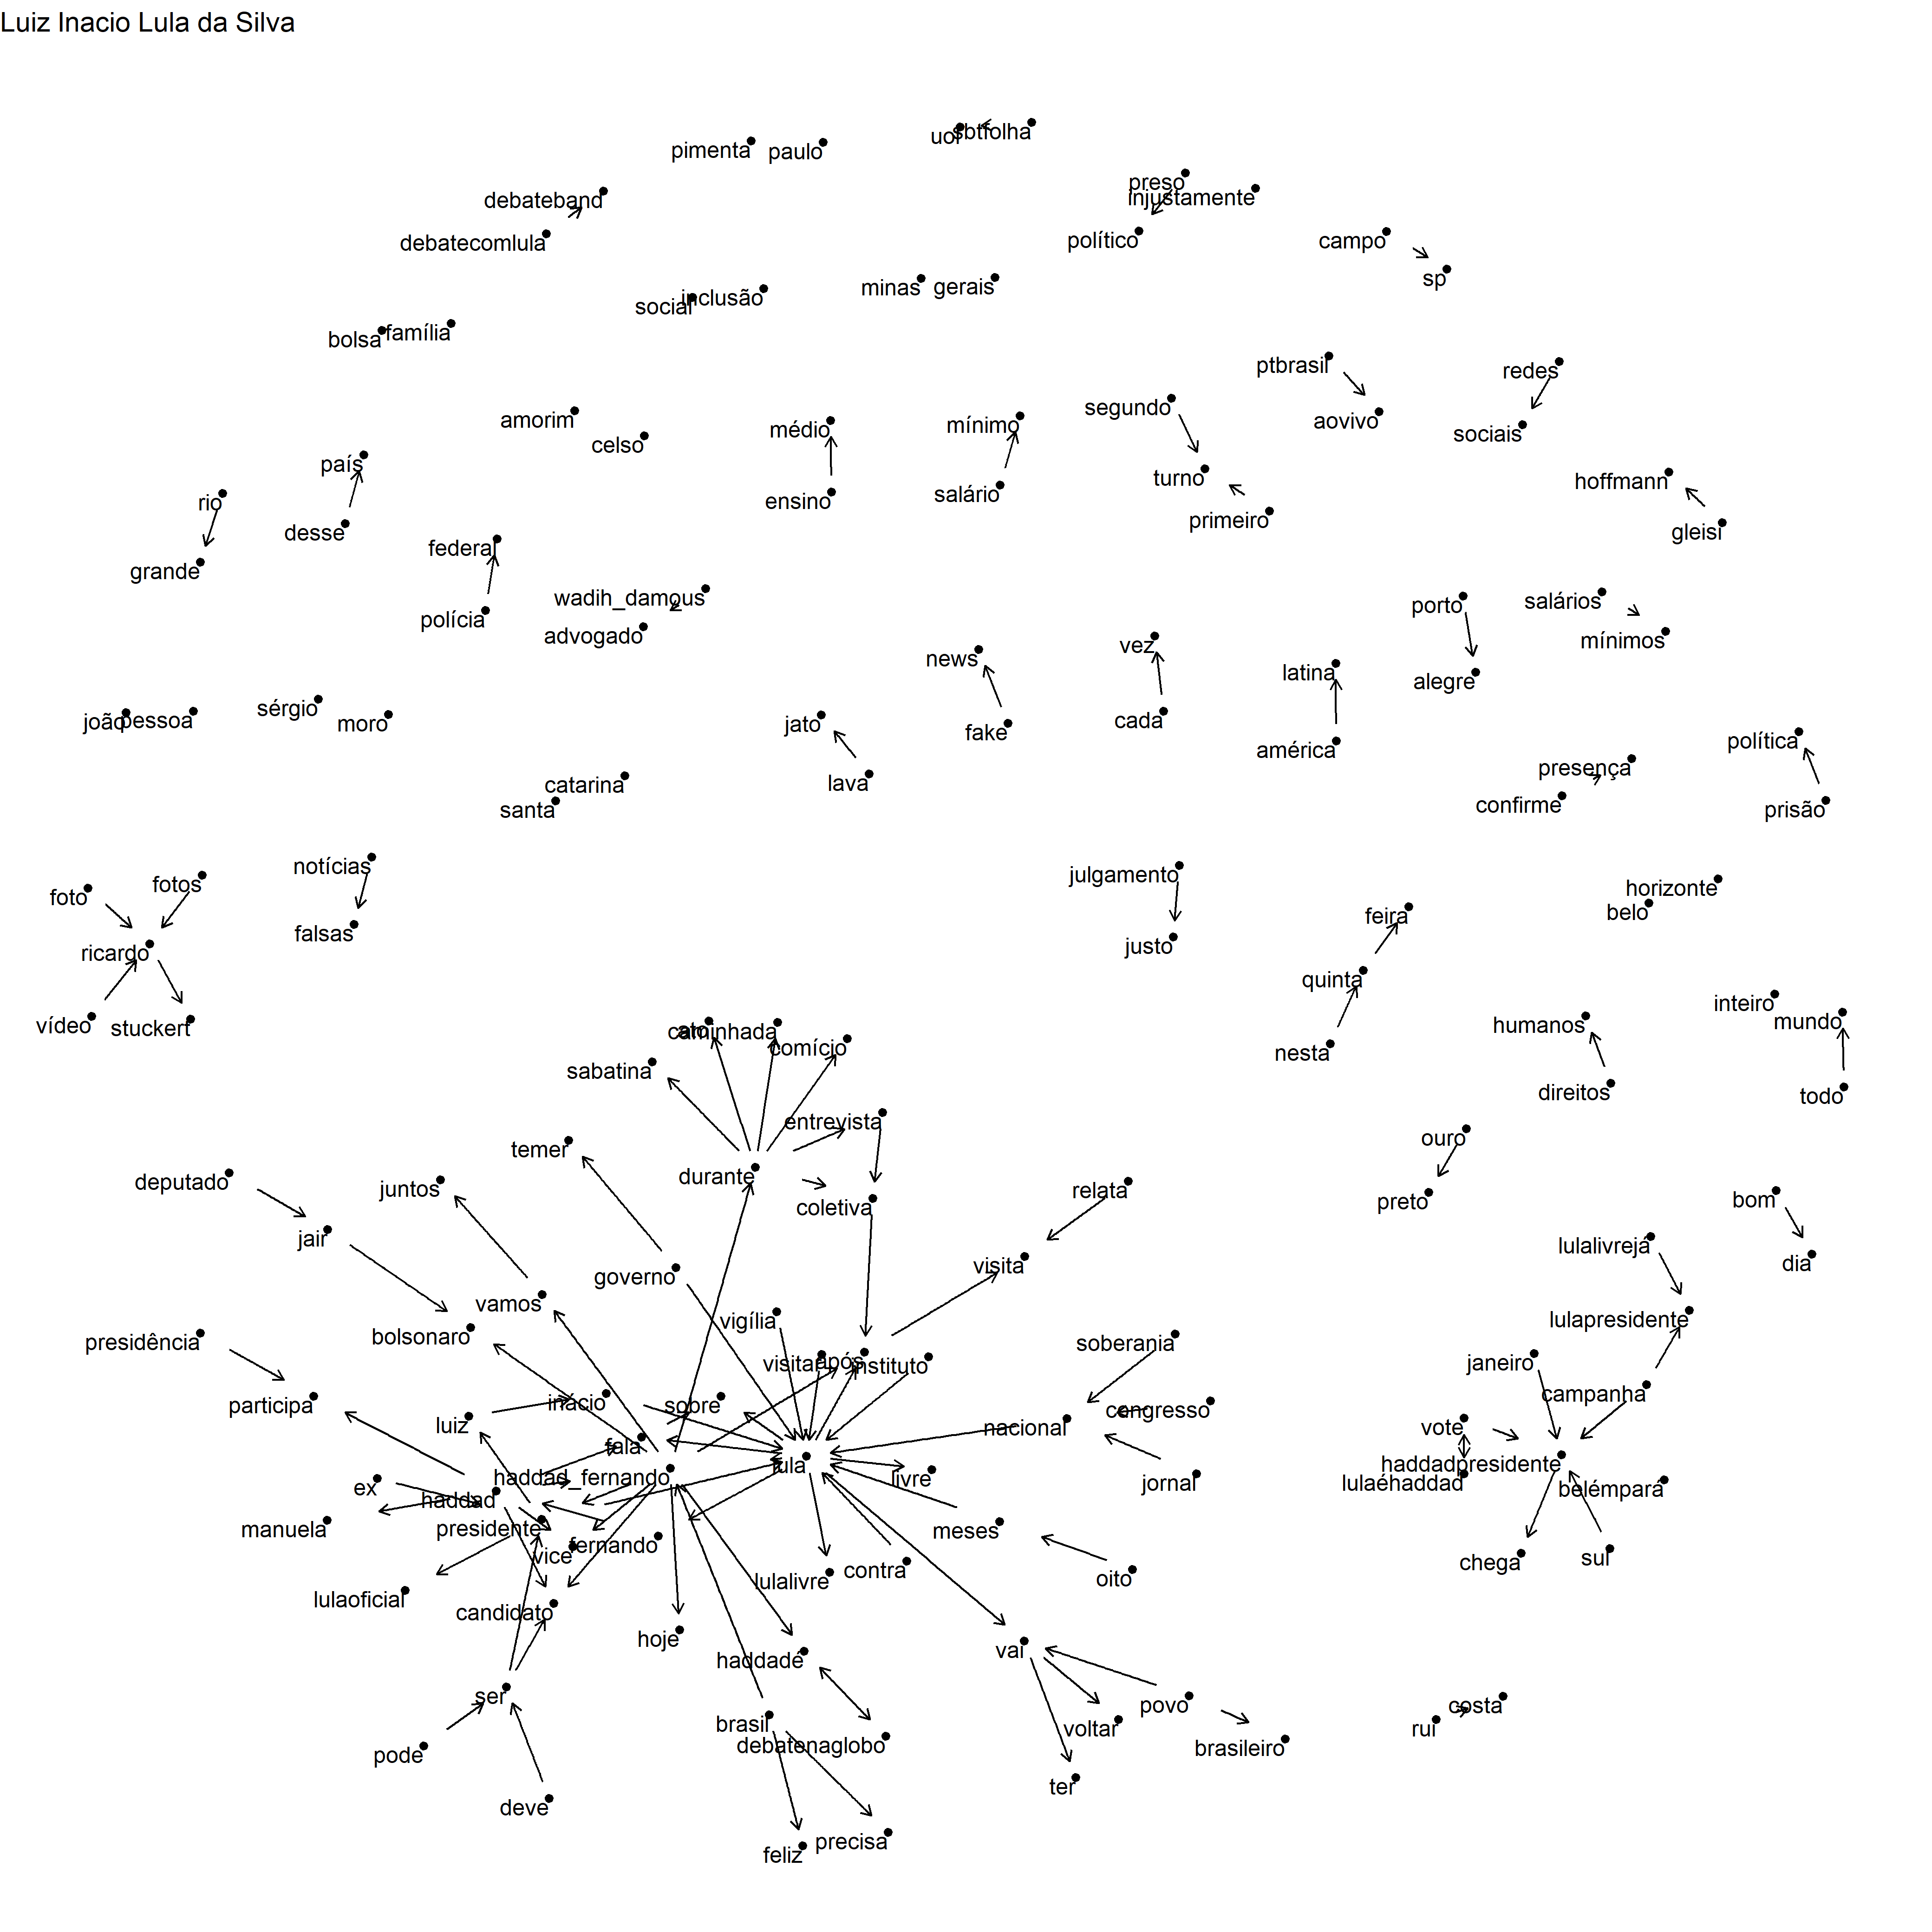 Luiz Inacio Lula da Silva
uol
sbtfolha
pimenta
paulo
preso
injustamente
debateband
debatecomlula
político
campo
sp
minas
gerais
inclusão
social
família
bolsa
ptbrasil
redes
segundo
aovivo
amorim
mínimo
médio
sociais
celso
país
turno
hoffmann
rio
salário
ensino
primeiro
desse
gleisi
federal
grande
wadih_damous
salários
porto
polícia
advogado
mínimos
vez
news
latina
alegre
sérgio
joão
pessoa
moro
jato
cada
fake
política
américa
presença
catarina
lava
confirme
santa
prisão
notícias
julgamento
fotos
foto
horizonte
belo
feira
falsas
justo
ricardo
quinta
inteiro
mundo
vídeo
stuckert
humanos
ato
caminhada
comício
nesta
sabatina
direitos
todo
entrevista
ouro
temer
durante
deputado
juntos
relata
preto
bom
coletiva
jair
lulalivrejá
visita
dia
governo
vamos
vigília
lulapresidente
bolsonaro
presidência
soberania
visitar
após
instituto
janeiro
campanha
inácio
participa
sobre
congresso
luiz
nacional
vote
fala
lula
haddadpresidente
haddad_fernando
livre
jornal
lulaéhaddad
belémpará
ex
haddad
manuela
presidente
meses
fernando
vice
chega
sul
contra
lulalivre
oito
lulaoficial
candidato
hoje
vai
haddadé
ser
povo
costa
brasil
voltar
rui
debatenaglobo
brasileiro
pode
ter
deve
precisa
feliz